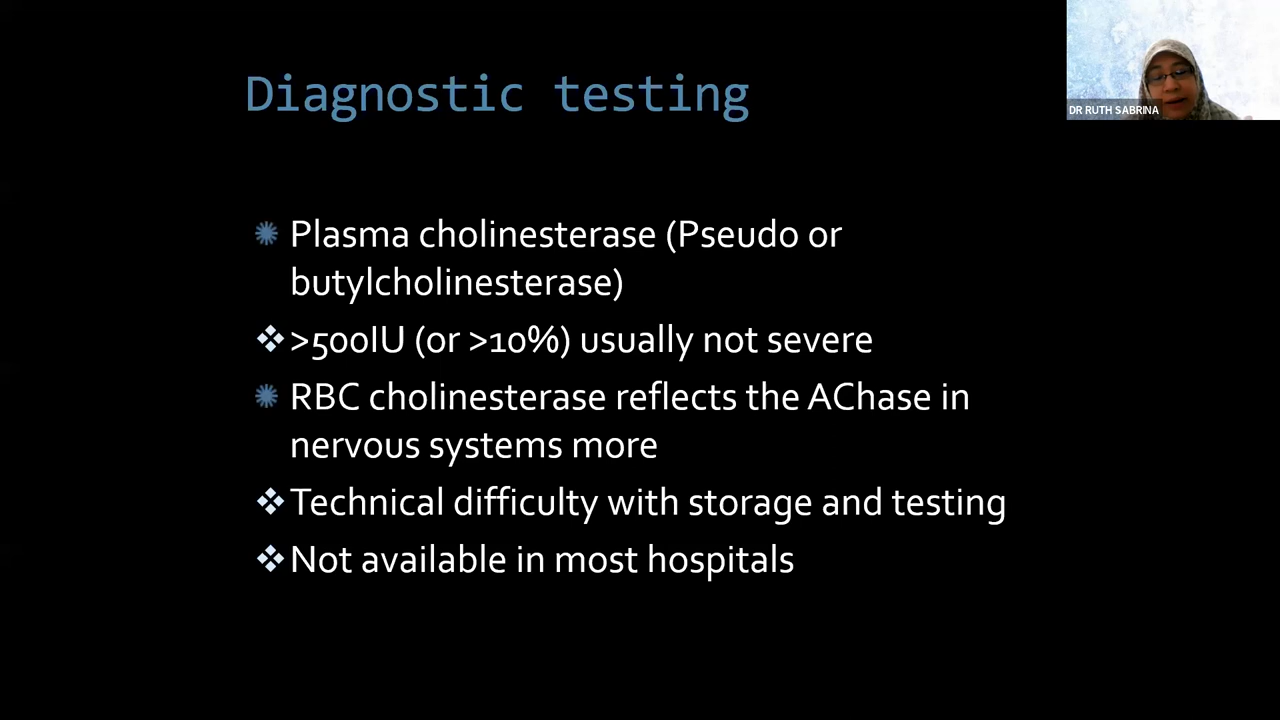 Diagnostic testing
DR RUTH SABRINA
Plasma cholinesterase (Pseudo or
butylcholinesterase)
>500IU (or >10%) usually not severe
RBC cholinesterase reflects the AChase in
nervous systems more
Technical difficulty with storage and testing
Not available in most hospitals